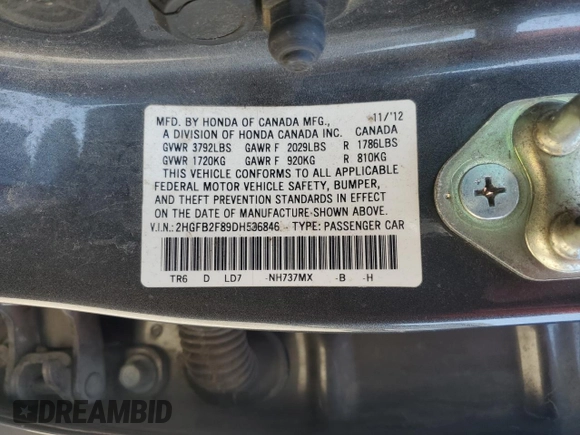 MFD. BY HONDA OF CANADA MFG., 11/'12
A DIVISION OF HONDA CANADA INC. CANADA
GVWR 3792LBS GAWR F 2029LBS R 1786LBS
GVWR 1720KG GAWR F 920KG R 810KG
THIS VEHICLE CONFORMS TO ALL APPLICABLE
FEDERAL MOTOR VEHICLE SAFETY, BUMPER,
AND THEFT PREVENTION STANDARDS IN EFFECT
ON THE DATE OF MANUFACTURE SHOWN ABOVE.
V.I.N.: 2HGFB2F89DH536846 TYPE: PASSENGER CAR
TR6 D LD7 -NH737MX -B -H
DREAMBID